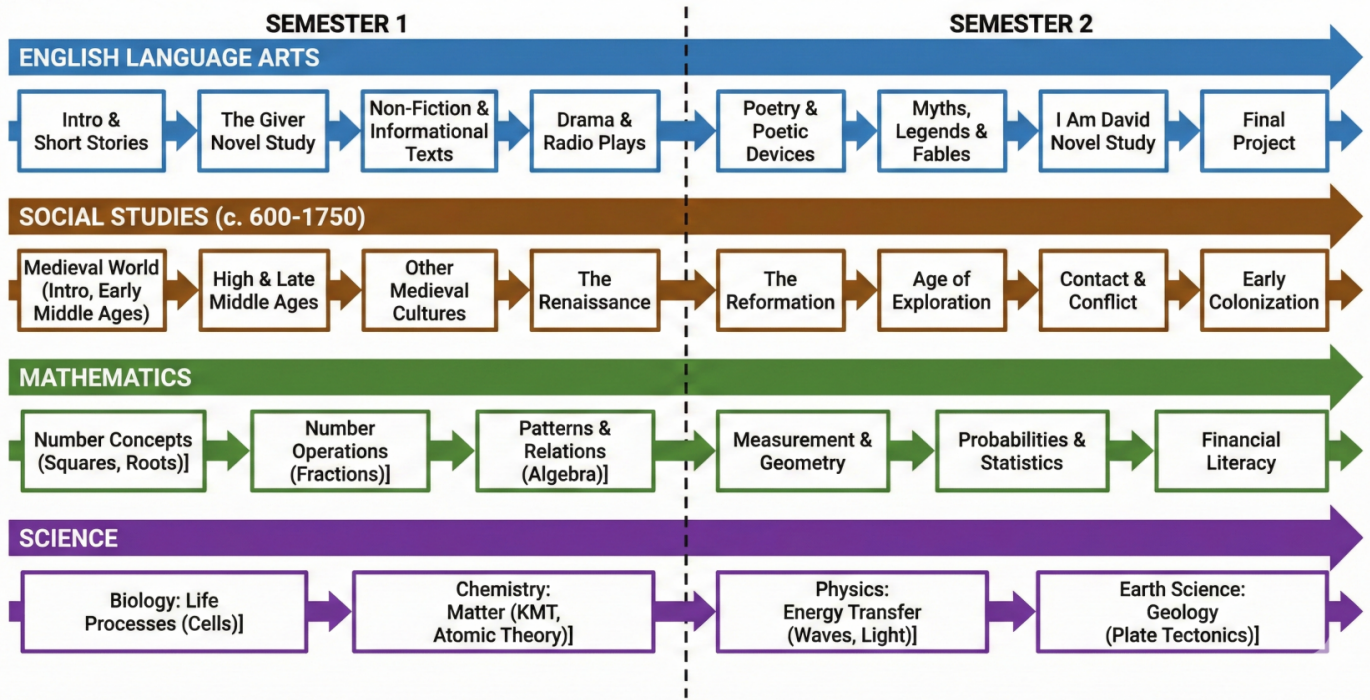 SEMESTER 1
SEMESTER 2
ENGLISH LANGUAGE ARTS
Intro &
Short Stories
The Giver
Novel Study
Non-Fiction &
Informational
Texts
Drama &
Radio Plays
Poetry &
Poetic
Devices
Myths,
Legends &
Fables
I Am David
Novel Study
Final
Project
SOCIAL STUDIES (c. 600-1750)
Medieval World
(Intro, Early
Middle Ages)
High & Late
Middle Ages
Other
Medieval
Cultures
The
Renaissance
The
Reformation
Age of
Exploration
Contact &
Conflict
Early
Colonization
MATHEMATICS
Number Concepts
(Squares, Roots)]
Number
Operations
(Fractions)]
Patterns &
Relations
(Algebra)]
Measurement &
Geometry
Probabilities &
Statistics
Financial
Literacy
SCIENCE
Biology: Life
Processes (Cells)]
Chemistry:
Matter (KMT,
Atomic Theory)]
Physics:
Energy Transfer
(Waves, Light)]
Earth Science:
Geology
(Plate Tectonics)]